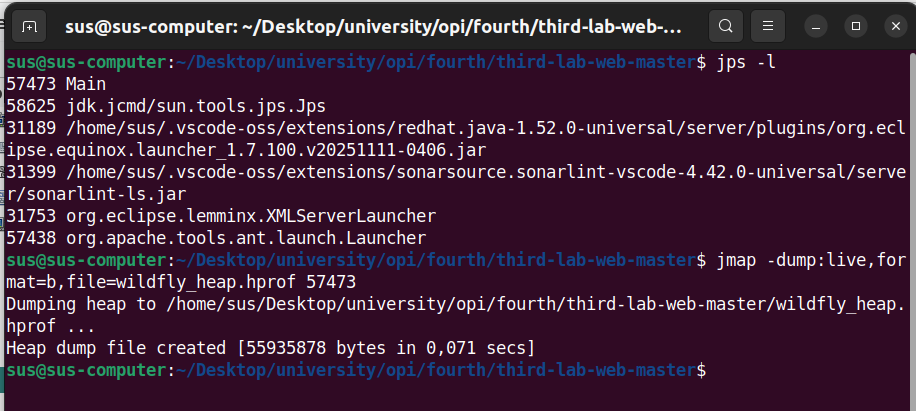 sus@sus-computer: ~/Desktop/university/opi/fourth/third-lab-web-...
sus@sus-computer:~/Desktop/university/opi/fourth/third-lab-web-master$ jps -l
57473 Main
58625 jdk.jcmd/sun.tools.jps.Jps
31189 /home/sus/.vscode-oss/extensions/redhat.java-1.52.0-universal/server/plugins/org.ecl
ipse.equinox.launcher_1.7.100.v20251111-0406.jar
31399 /home/sus/.vscode-oss/extensions/sonarsource.sonarlint-vscode-4.42.0-universal/serve
r/sonarlint-ls.jar
31753 org.eclipse.lemminx.XMLServerLauncher
57438 org.apache.tools.ant.launch.Launcher
sus@sus-computer:~/Desktop/university/opi/fourth/third-lab-web-master$ jmap -dump:live,for
mat=b,file=wildfly_heap.hprof 57473
Dumping heap to /home/sus/Desktop/university/opi/fourth/third-lab-web-master/wildfly_heap.
hprof ...
Heap dump file created [55935878 bytes in 0,071 secs]
sus@sus-computer:~/Desktop/university/opi/fourth/third-lab-web-master$